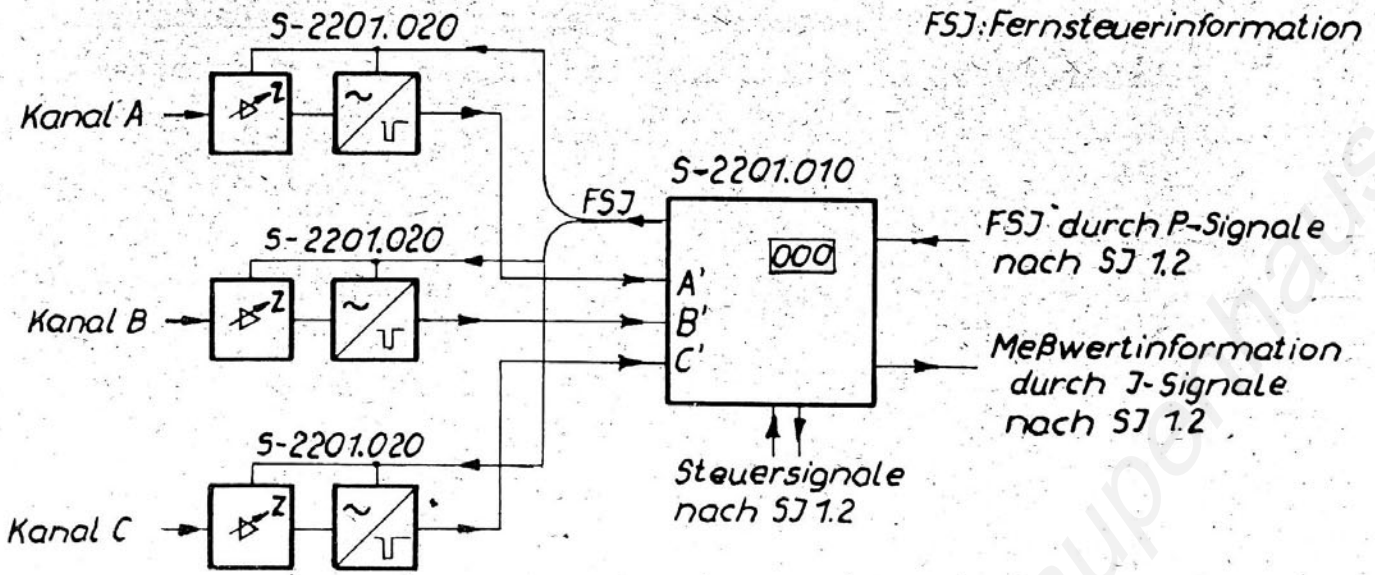 S-2201.020
FSJ: Fernsteuerinformation
Kanal A
Z
S-2201.010
FSJ
S-2201.020
000
FSJ durch P-Signale
nach SJ 1.2
A'
Kanal B
Z
B'
C'
Meßwertinformation
durch J-Signale
nach SJ 1.2
S-2201.020
Steuersignale
nach SJ 1.2
Kanal C
Z